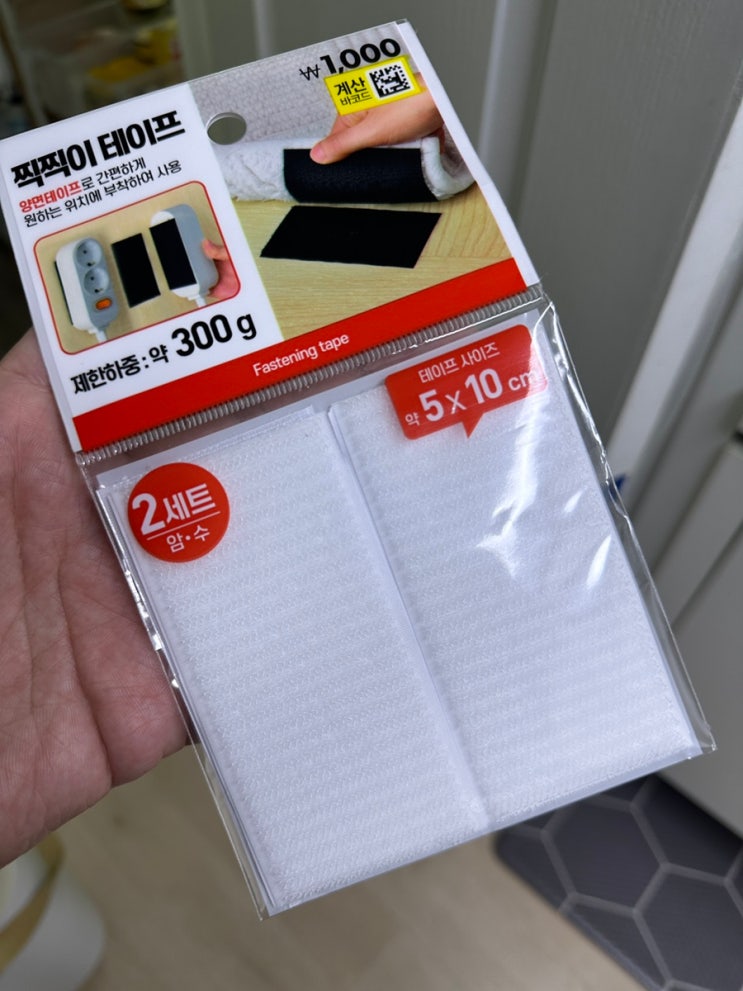 ₩1,000
계산
바코드
찍찍이 테이프
양면테이프로 간편하게
원하는 위치에 부착하여 사용
제한하중:약 300 g
Fastening tape
테이프 사이즈
약 5 x 10 cm
2세트
암·수